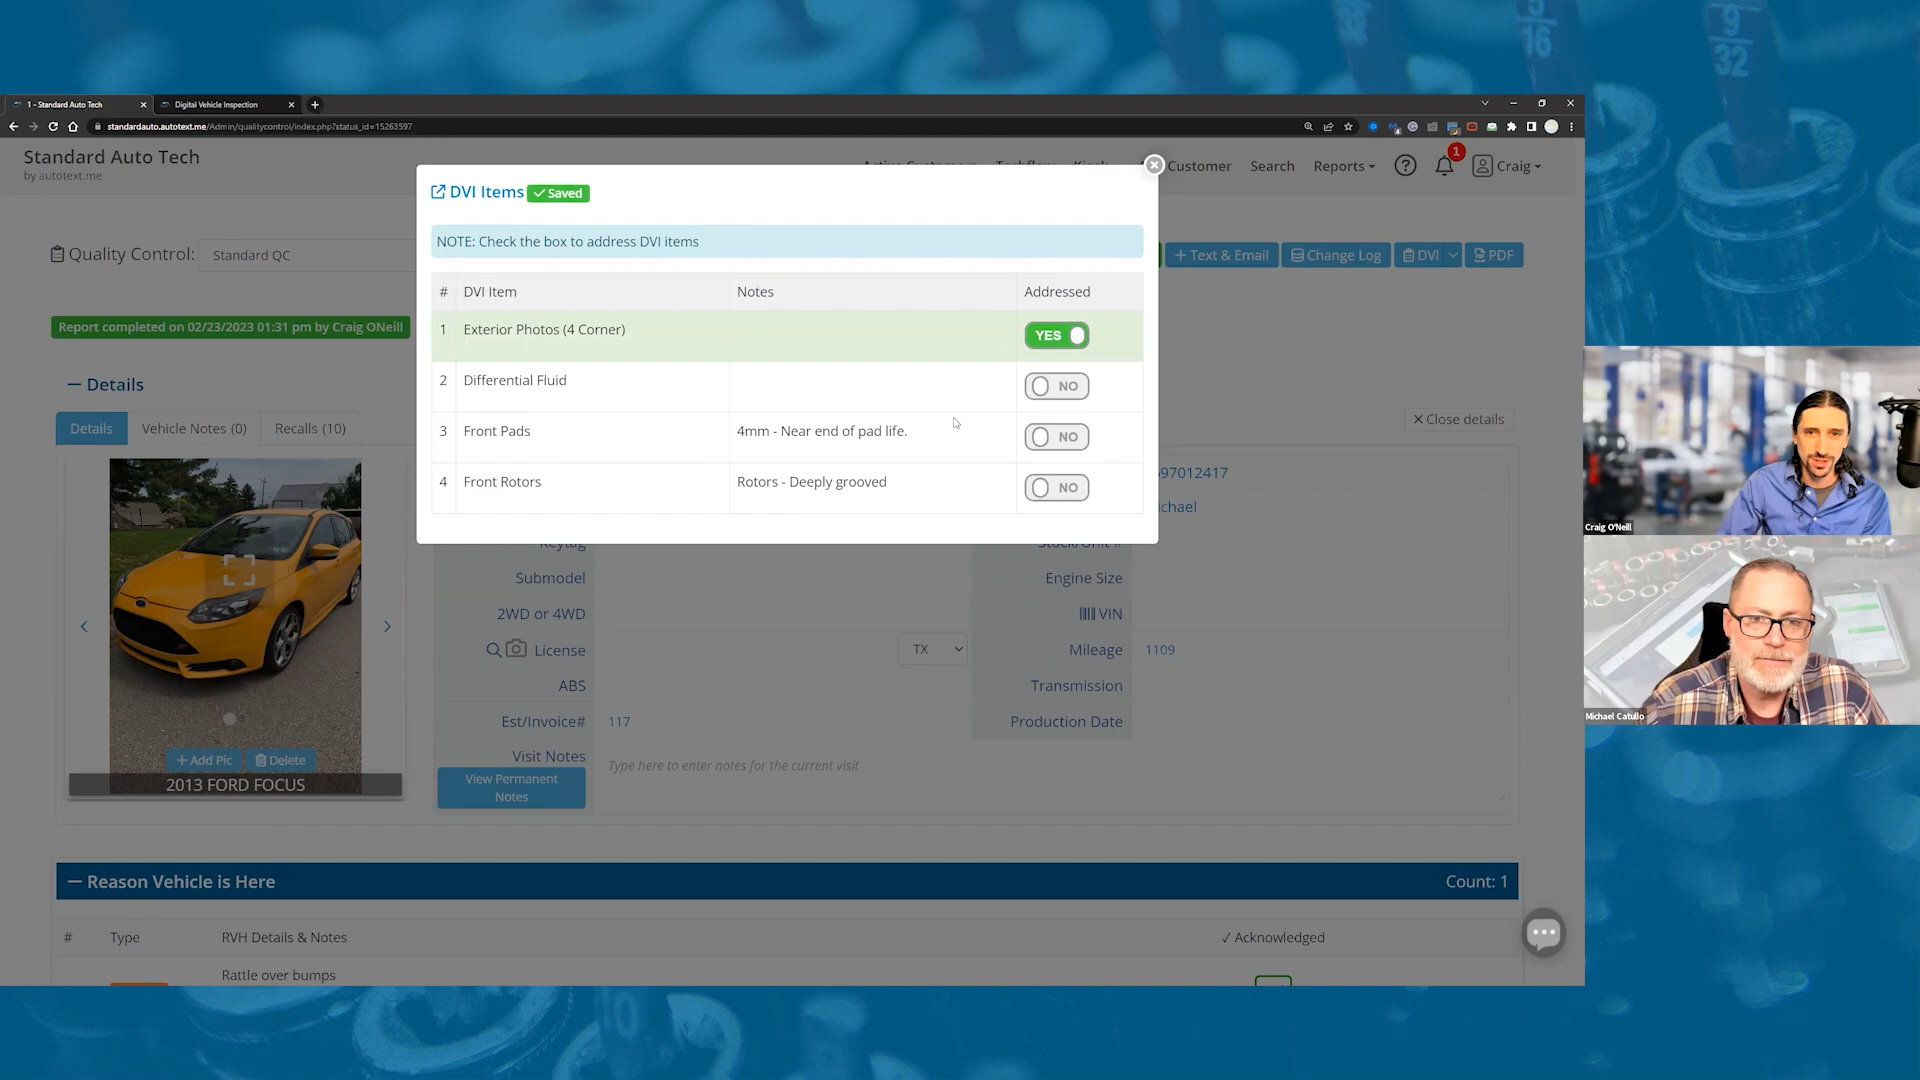 5
16
9
32
1 - Standard Auto Tech
Digital Vehicle Inspection
standardauto.autotext.me/Admin/qualitycontrol/index.php?status_id=15263597
Standard Auto Tech
by autotext.me
Customer
Search
Reports
1
Craig
Quality Control:
Standard QC
+ Text & Email
Change Log
DVI
PDF
Report completed on 02/23/2023 01:31 pm by Craig ONeill
DVI Items
Saved
NOTE: Check the box to address DVI items
# DVI Item Notes Addressed
1 Exterior Photos (4 Corner) YES
2 Differential Fluid NO
3 Front Pads 4mm - Near end of pad life. NO
4 Front Rotors Rotors - Deeply grooved NO
— Details
Details Vehicle Notes (0) Recalls (10)
Close details
97012417
ichael
Submodel
Engine Size
2WD or 4WD
VIN
License TX
Mileage 1109
ABS
Transmission
Est/Invoice# 117
Production Date
Visit Notes
Type here to enter notes for the current visit
View Permanent
Notes
+ Add Pic
Delete
2013 FORD FOCUS
— Reason Vehicle is Here
Count: 1
# Type RVH Details & Notes ✓ Acknowledged
Rattle over bumps
Craig O'Neill
Michael Catullo